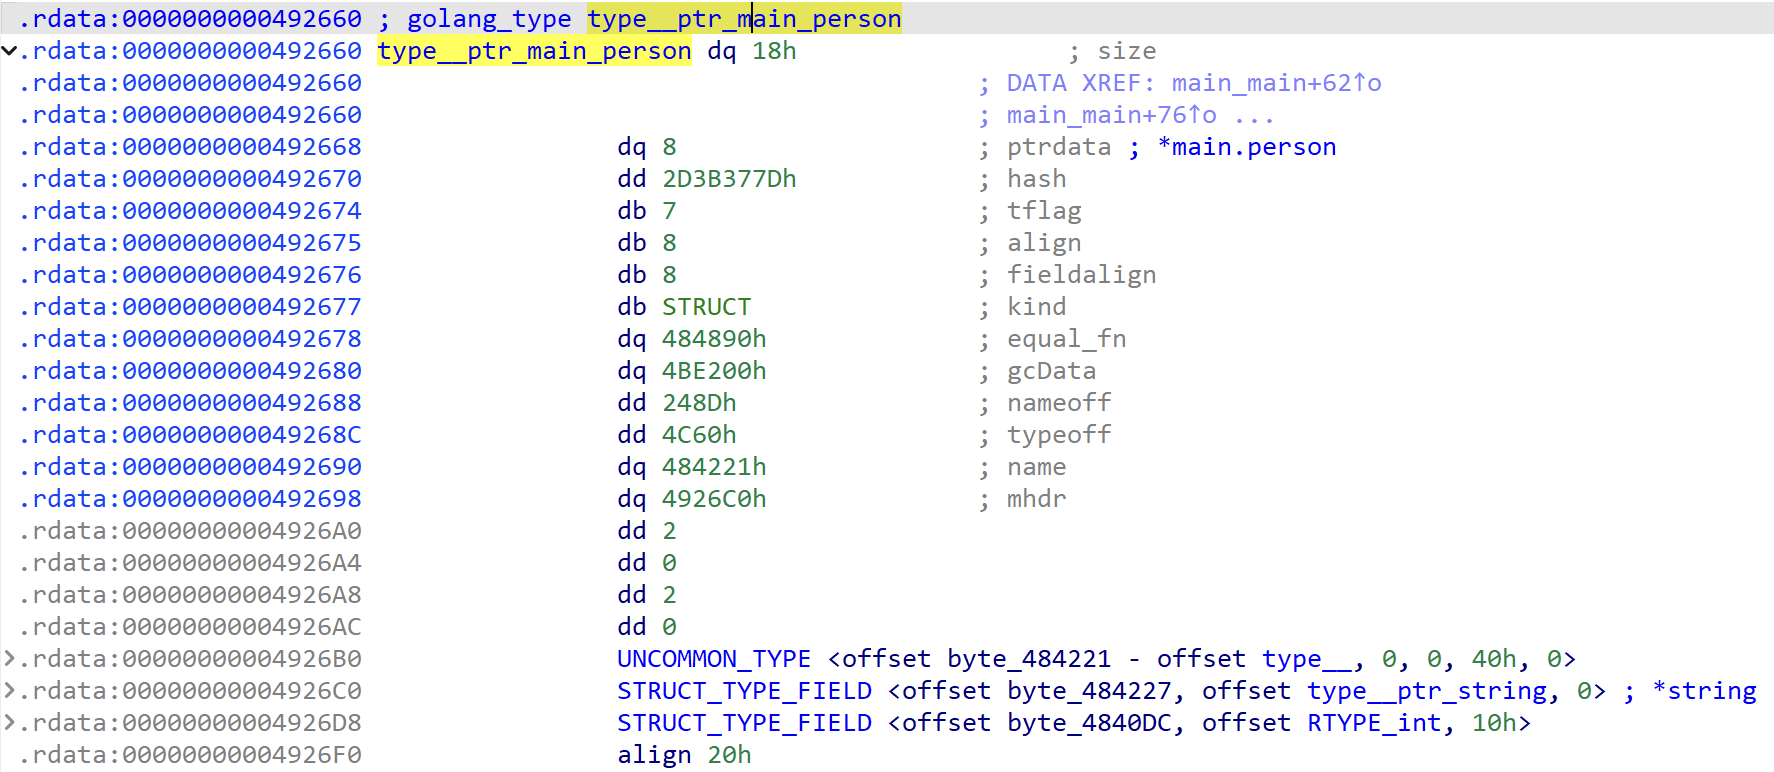 .rdata:0000000000492660 ; golang_type type__ptr_main_person
.rdata:0000000000492660 type__ptr_main_person dq 18h ; size
.rdata:0000000000492660 ; DATA XREF: main_main+62↑o
.rdata:0000000000492660 ; main_main+76↑o ...
.rdata:0000000000492668 dq 8 ; ptrdata ; *main.person
.rdata:0000000000492670 dd 2D3B377Dh ; hash
.rdata:0000000000492674 db 7 ; tflag
.rdata:0000000000492675 db 8 ; align
.rdata:0000000000492676 db 8 ; fieldalign
.rdata:0000000000492677 db STRUCT ; kind
.rdata:0000000000492678 dq 484890h ; equal_fn
.rdata:0000000000492680 dq 4BE200h ; gcData
.rdata:0000000000492688 dd 248Dh ; nameoff
.rdata:000000000049268C dd 4C60h ; typeoff
.rdata:0000000000492690 dq 484221h ; name
.rdata:0000000000492698 dq 4926C0h ; mhdr
.rdata:00000000004926A0 dd 2
.rdata:00000000004926A4 dd 0
.rdata:00000000004926A8 dd 2
.rdata:00000000004926AC dd 0
.rdata:00000000004926B0 UNCOMMON_TYPE <offset byte_484221 - offset type__, 0, 0, 40h, 0>
.rdata:00000000004926C0 STRUCT_TYPE_FIELD <offset byte_484227, offset type__ptr_string, 0> ; *string
.rdata:00000000004926D8 STRUCT_TYPE_FIELD <offset byte_4840DC, offset RTYPE_int, 10h>
.rdata:00000000004926F0 align 20h